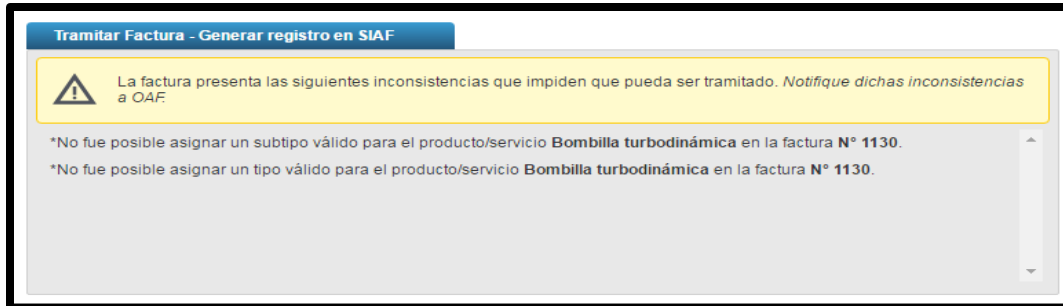 Tramitar Factura - Generar registro en SIAF
La factura presenta las siguientes inconsistencias que impiden que pueda ser tramitado. Notifique dichas inconsistencias
a OAF.
*No fue posible asignar un subtipo válido para el producto/servicio Bombilla turbodinámica en la factura N° 1130.
*No fue posible asignar un tipo válido para el producto/servicio Bombilla turbodinámica en la factura N° 1130.